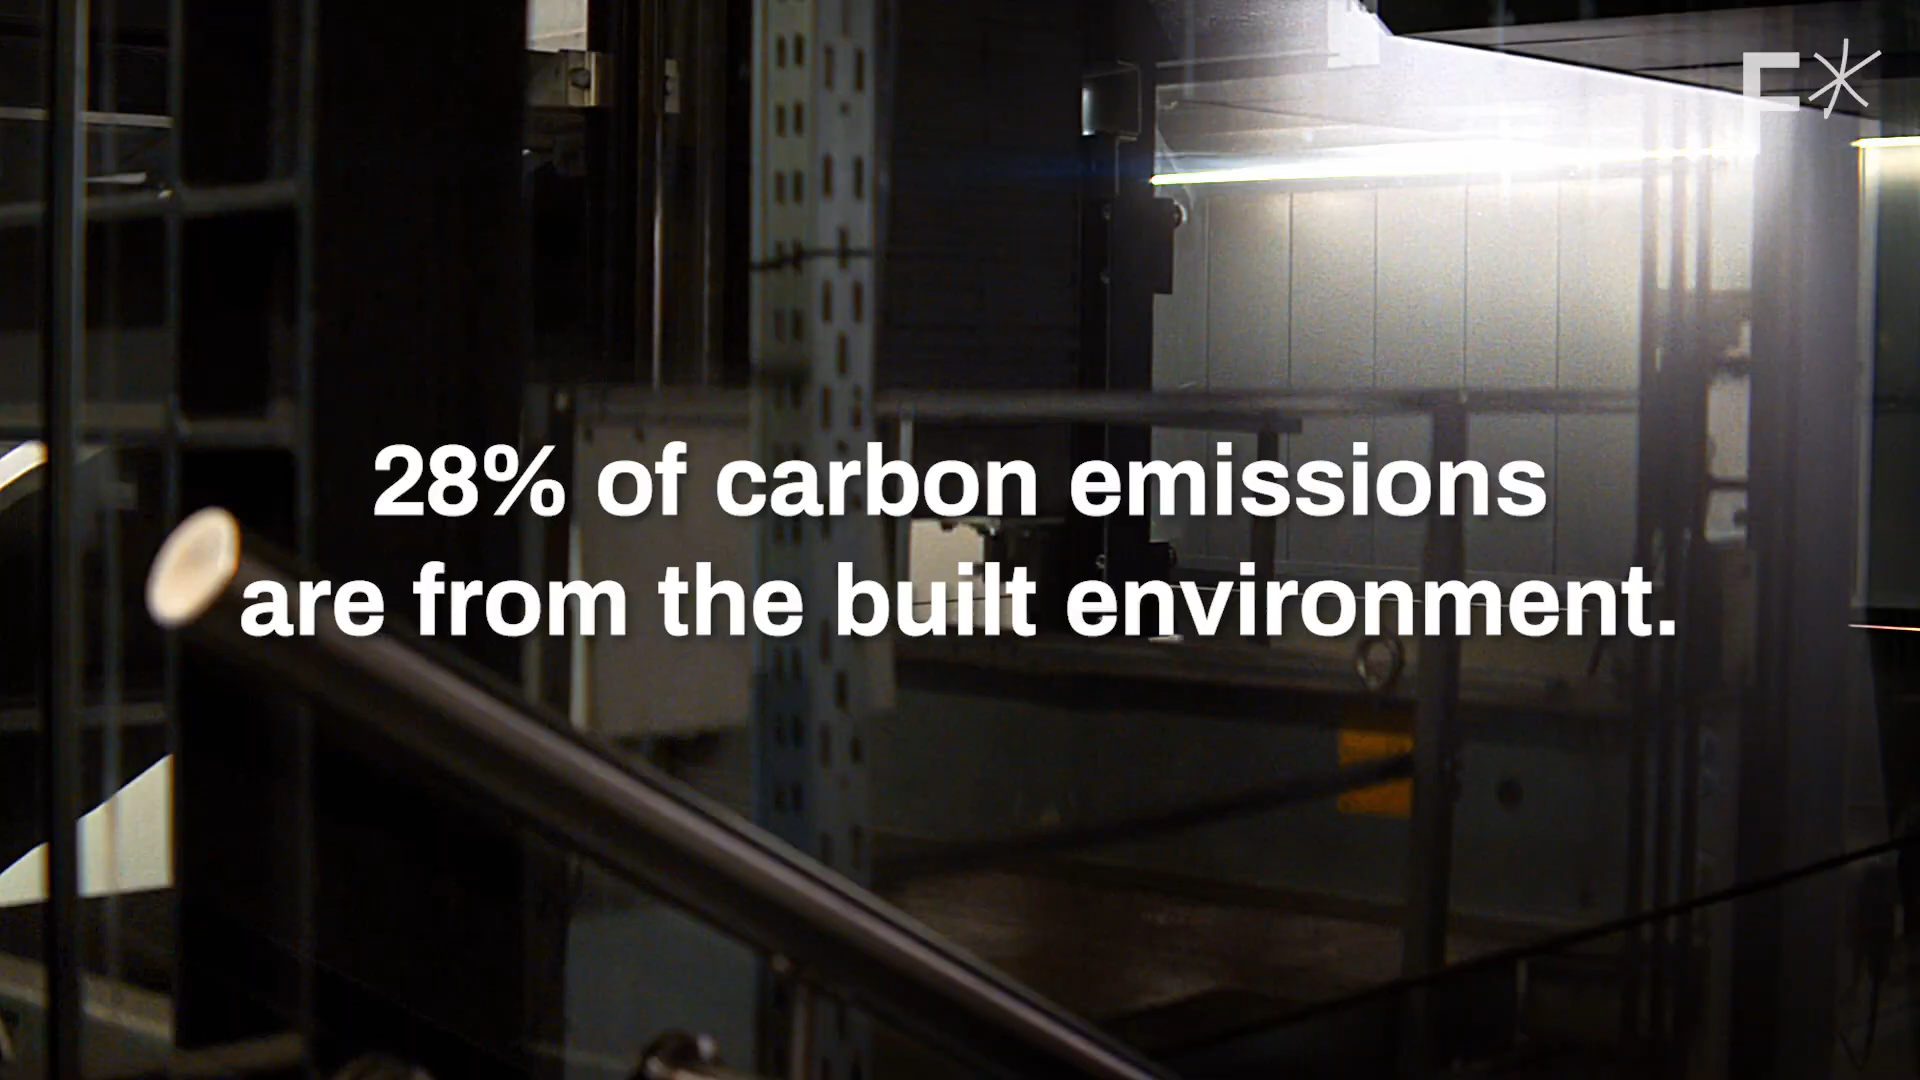 F*
28% of carbon emissions
are from the built environment.